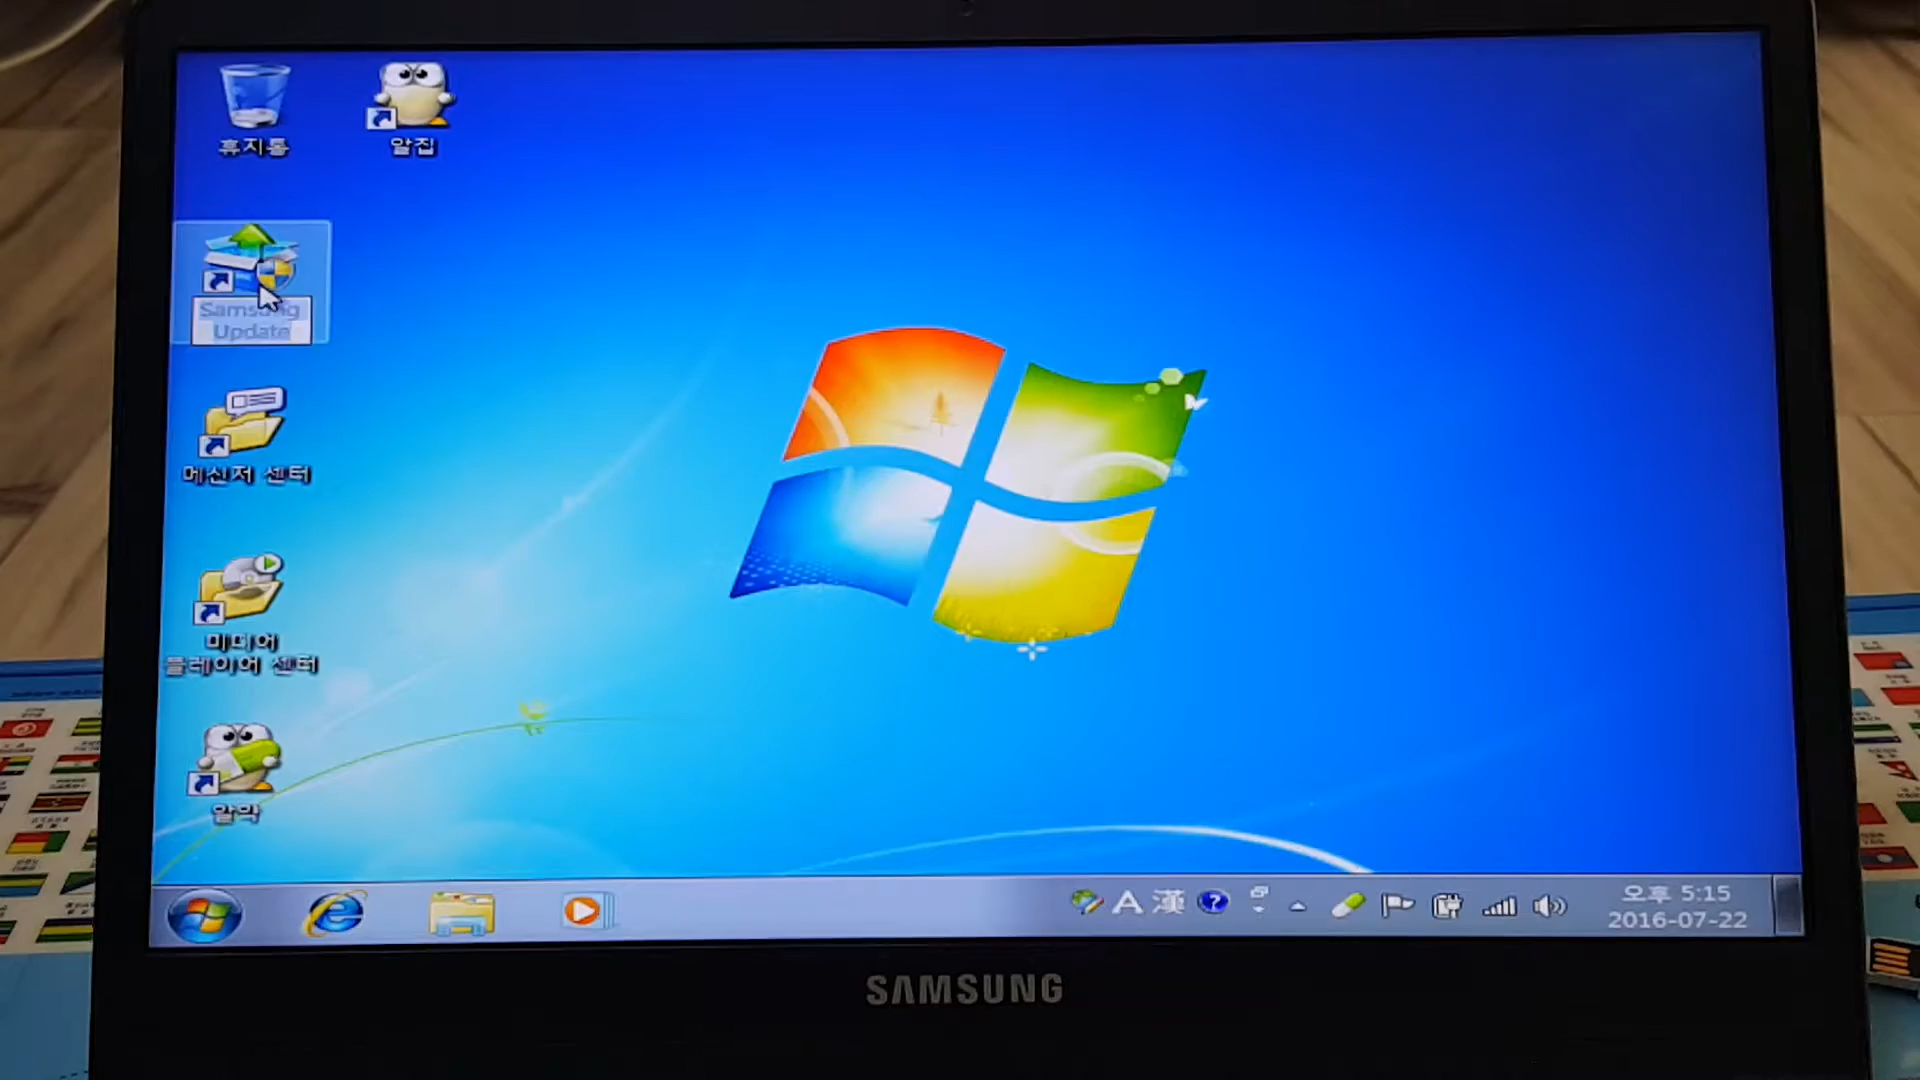 휴지통
알집
Samsung
Update
메신저 센터
미디어
플레이어 센터
알약
A 漢 ?
오후 5:15
2016-07-22
SAMSUNG